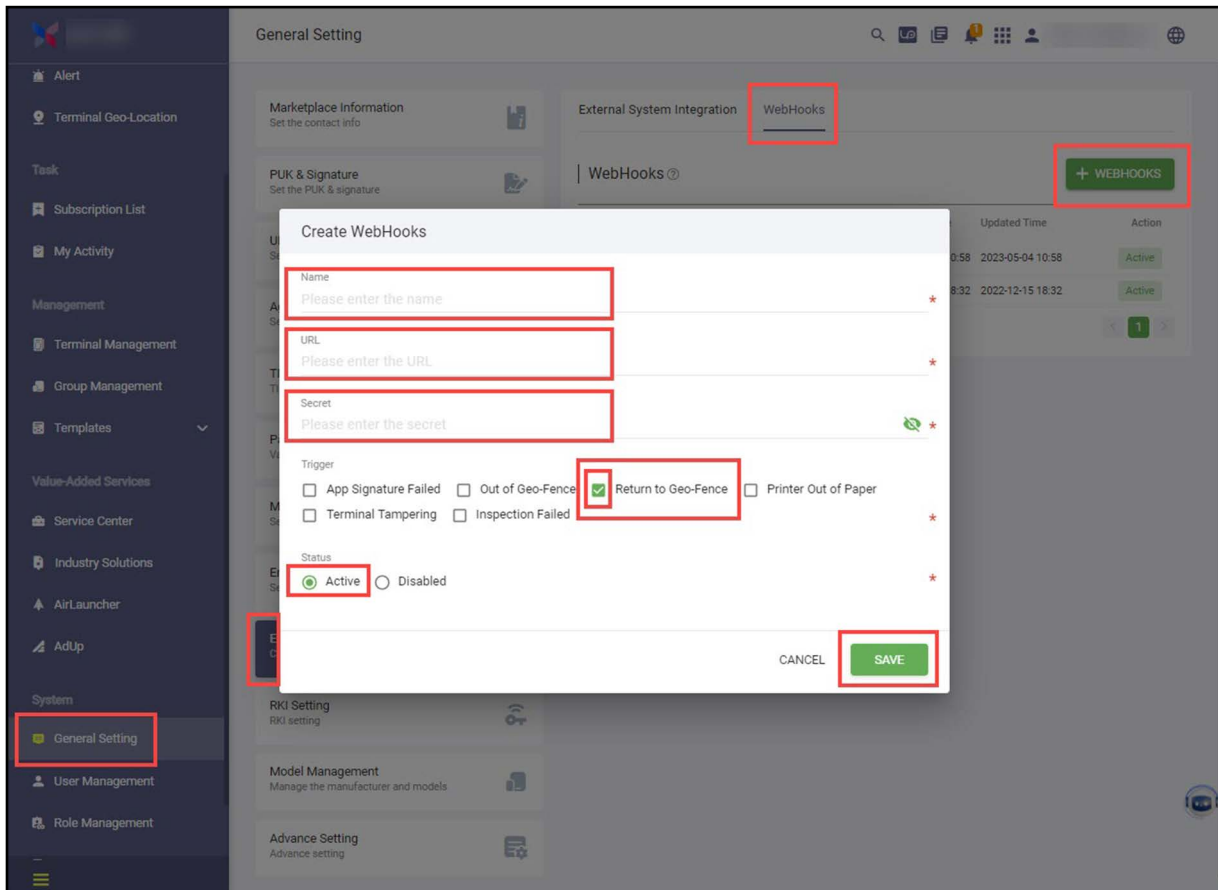 General Setting
1
Alert
Terminal Geo-Location
Task
Subscription List
My Activity
Management
Terminal Management
Group Management
Templates
Value-Added Services
Service Center
Industry Solutions
AirLauncher
AdUp
System
General Setting
User Management
Role Management
Marketplace Information
Set the contact info
PUK & Signature
Set the PUK & signature
RKI Setting
RKI setting
Model Management
Manage the manufacturer and models
Advance Setting
Advance setting
External System Integration WebHooks
WebHooks
+ WEBHOOKS
Updated Time Action
0:58 2023-05-04 10:58 Active
8:32 2022-12-15 18:32 Active
1
Create WebHooks
Name
Please enter the name *
URL
Please enter the URL *
Secret
Please enter the secret *
Trigger
App Signature Failed Out of Geo-Fence Return to Geo-Fence Printer Out of Paper
Terminal Tampering Inspection Failed *
Status
Active Disabled *
CANCEL SAVE